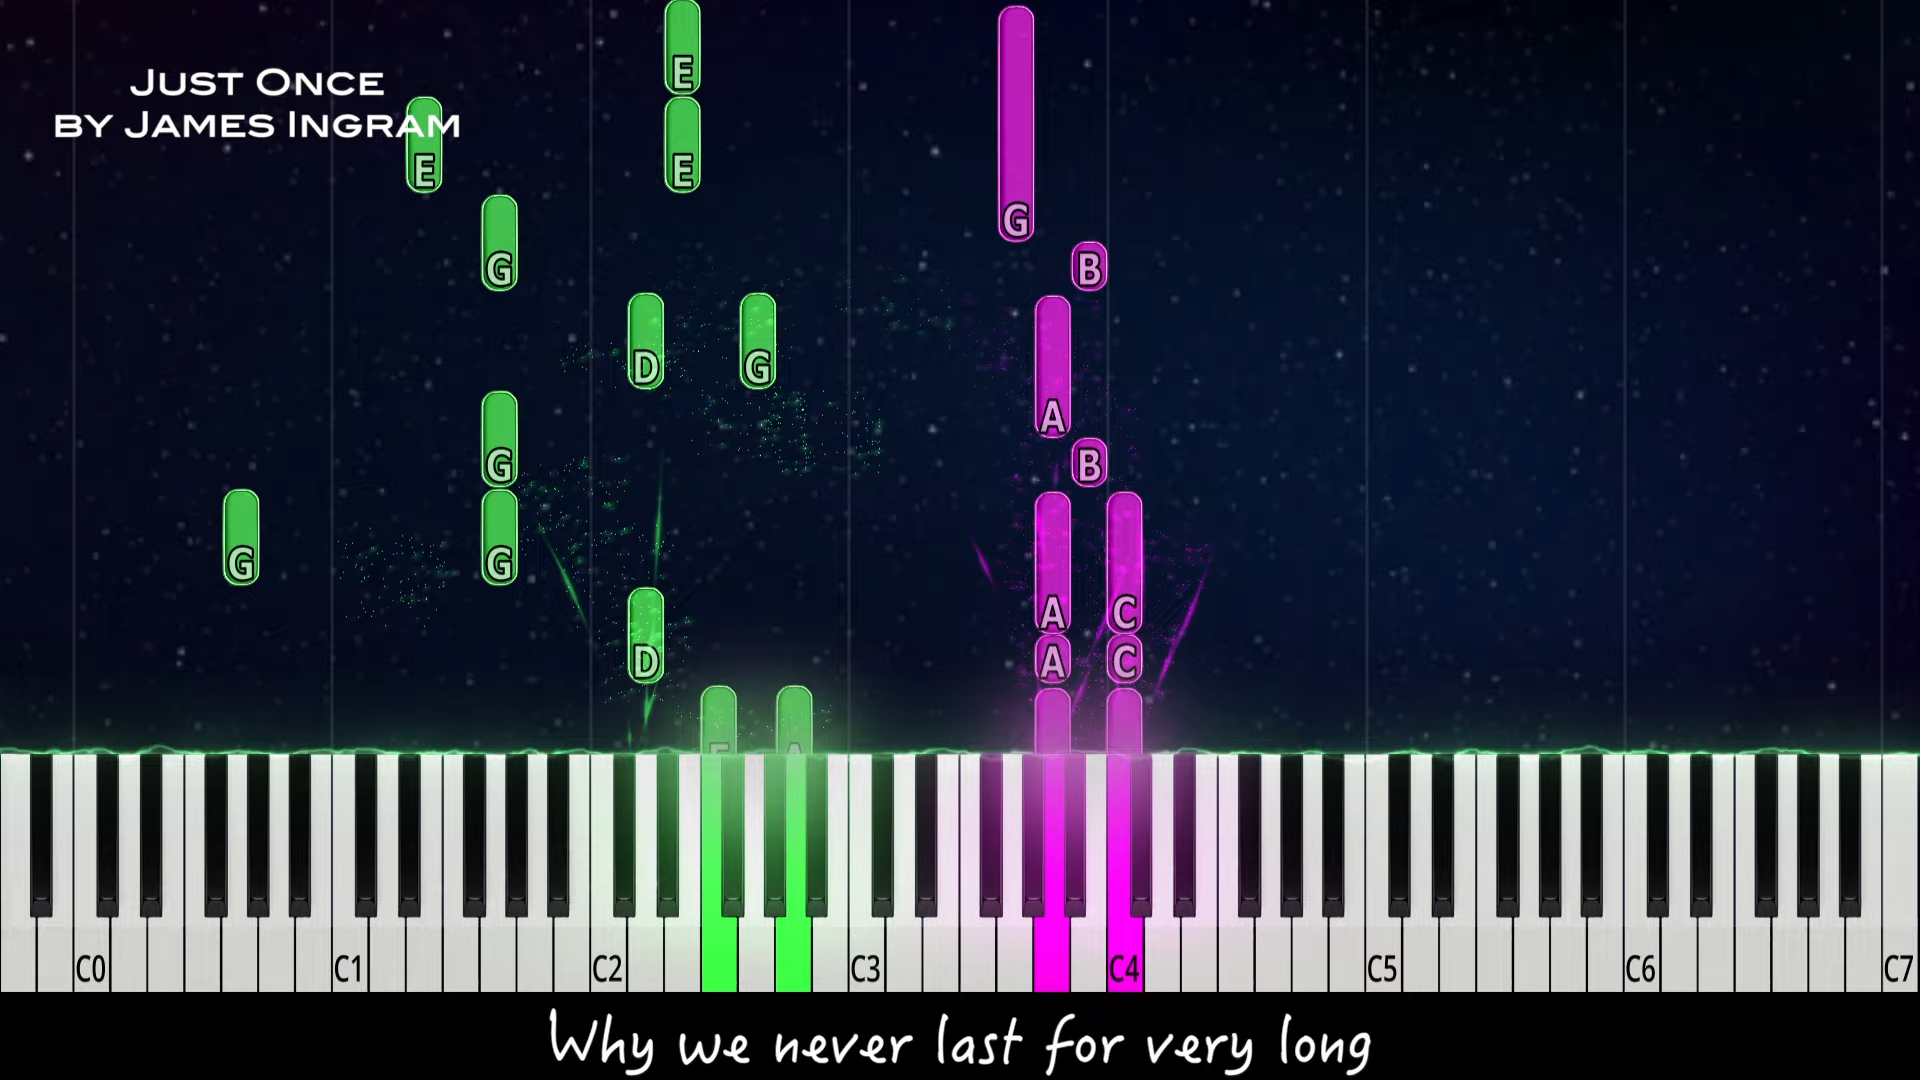 JUST ONCE
BY JAMES INGRAM
E
E
E
G
G
B
D
G
A
G
B
G
G
A
C
D
A
C
F
A
C0
C1
C2
C3
C4
C5
C6
C7
Why we never last for very long